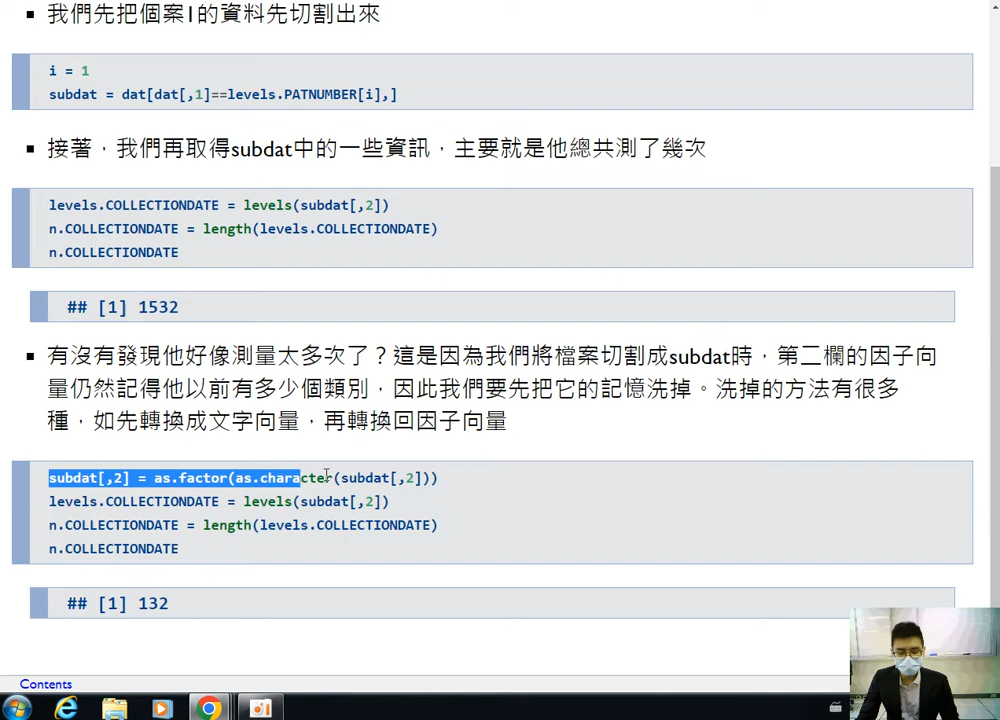 我們先把個案1的資料先切割出來
i = 1
subdat = dat[dat[,1]==levels.PATNUMBER[i],]
接著，我們再取得subdat中的一些資訊，主要就是他總共測了幾次
levels.COLLECTIONDATE = levels(subdat[,2])
n.COLLECTIONDATE = length(levels.COLLECTIONDATE)
n.COLLECTIONDATE
## [1] 1532
有沒有發現他好像測量太多次了？這是因為我們將檔案切割成subdat時，第二欄的因子向
量仍然記得他以前有多少個類別，因此我們要先把它的記憶洗掉。洗掉的方法有很多
種，如先轉換成文字向量，再轉換回因子向量
subdat[,2] = as.factor(as.character(subdat[,2]))
levels.COLLECTIONDATE = levels(subdat[,2])
n.COLLECTIONDATE = length(levels.COLLECTIONDATE)
n.COLLECTIONDATE
## [1] 132
Contents